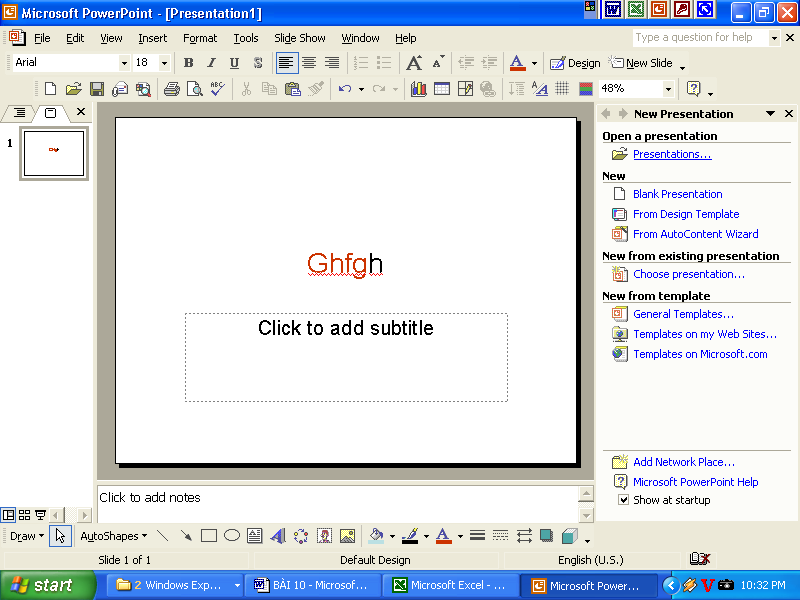 Microsoft PowerPoint - [Presentation1]
File Edit View Insert Format Tools Slide Show Window Help Type a question for help
Arial 18 B I U S A A A Design New Slide
48%
New Presentation
Open a presentation
Presentations...
New
Blank Presentation
From Design Template
From AutoContent Wizard
New from existing presentation
Choose presentation...
New from template
General Templates...
Templates on my Web Sites...
Templates on Microsoft.com
Add Network Place...
Microsoft PowerPoint Help
Show at startup
1
Ghfgh
Click to add subtitle
Click to add notes
Draw AutoShapes
Slide 1 of 1 Default Design English (U.S.)
start 2 Windows Exp... BÀI 10 - Microsof... Microsoft Excel - ... Microsoft Power... 10:32 PM